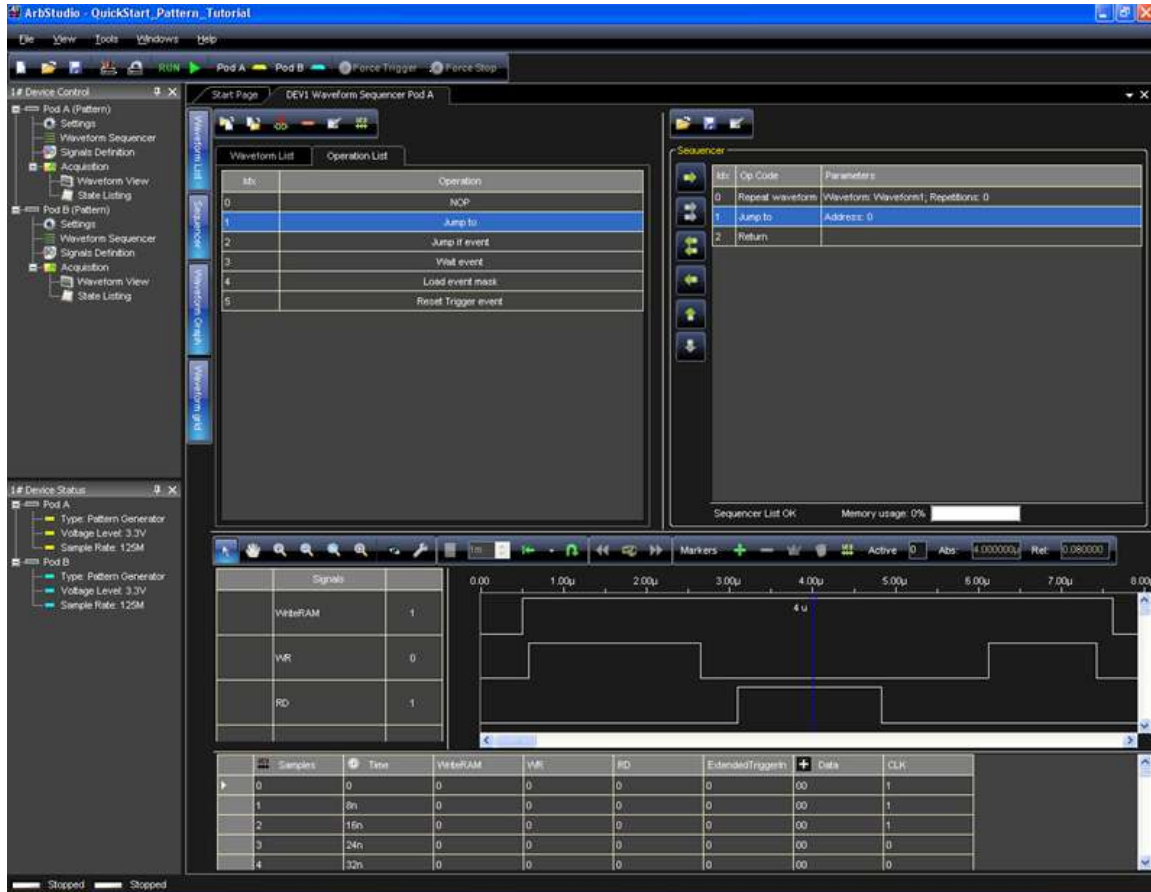 ArbStudio - QuickStart_Pattern_Tutorial
File View Tools Windows Help
RUN Pod A Pod B Force Trigger Force Stop
1# Device Control
Pod A (Pattern)
Settings
Waveform Sequencer
Signals Definition
Acquisition
Waveform View
State Listing
Pod B (Pattern)
Settings
Waveform Sequencer
Signals Definition
Acquisition
Waveform View
State Listing
1# Device Status
Pod A
Type: Pattern Generator
Voltage Level: 3.3V
Sample Rate: 125M
Pod B
Type: Pattern Generator
Voltage Level: 3.3V
Sample Rate: 125M
Start Page DEV1 Waveform Sequencer Pod A
Waveform List
Sequencer
Waveform Graph
Waveform grid
Waveform List Operation List
Idx Operation
0 NOP
1 Jump to
2 Jump if event
3 Wait event
4 Load event mask
5 Reset Trigger event
Sequencer
Idx Op Code Parameters
0 Repeat waveform Waveform: Waveform1; Repetitions: 0
1 Jump to Address: 0
2 Return
Sequencer List OK Memory usage: 0%
1m Markers Active 0 Abs: 4.000000µ Rel: 0.080000
Signals 0.00 1.00µ 2.00µ 3.00µ 4.00µ 5.00µ 6.00µ 7.00µ 8.00µ
4 u
WriteRAM 1
WR 0
RD 1
Samples Time WriteRAM WR RD ExtendedTriggerIn Data CLK
0 0 0 0 0 0 00 1
1 8n 0 0 0 0 00 1
2 16n 0 0 0 0 00 1
3 24n 0 0 0 0 00 0
4 32n 0 0 0 0 00 0
Stopped Stopped